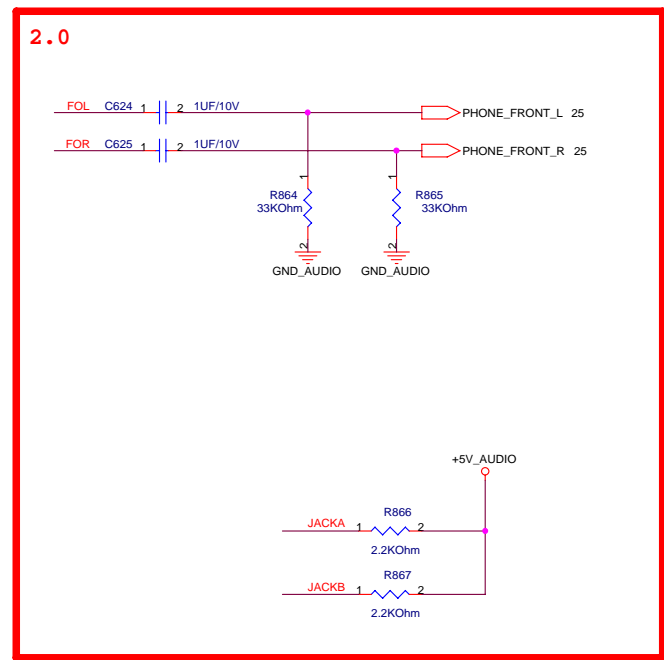 2.0
FOL C624 1 2 1UF/10V PHONE_FRONT_L 25
FOR C625 1 2 1UF/10V PHONE_FRONT_R 25
1 1
R864 R865
33KOhm 33KOhm
2 2
GND_AUDIO GND_AUDIO
+5V_AUDIO
R866
JACKA 1 2
2.2KOhm
R867
JACKB 1 2
2.2KOhm